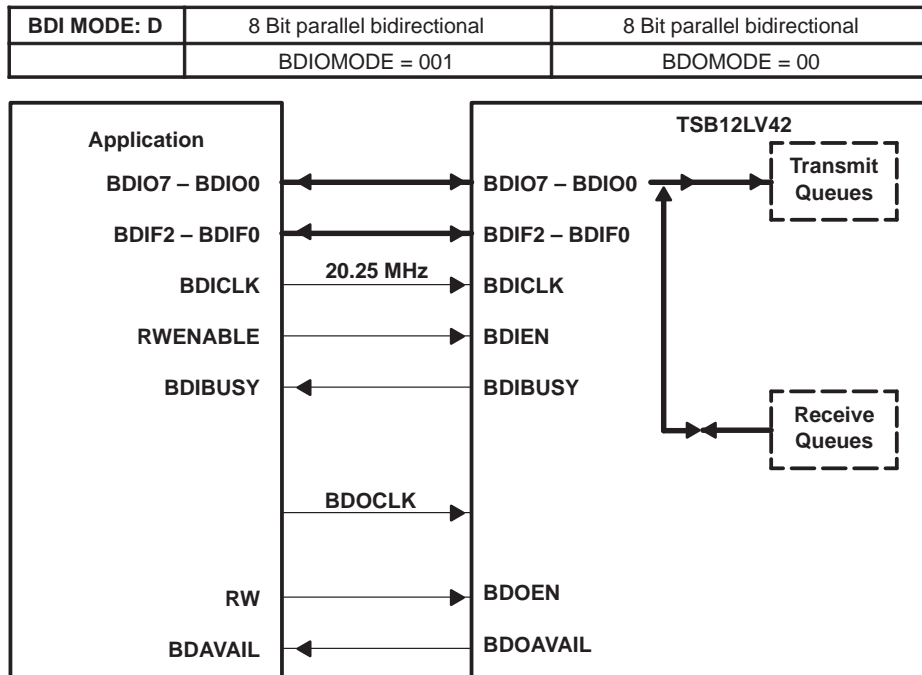 BDI MODE: D 8 Bit parallel bidirectional 8 Bit parallel bidirectional
BDIOMODE = 001 BDOMODE = 00
TSB12LV42
Application
Transmit
Queues
BDIO7 – BDIO0 BDIO7 – BDIO0
BDIF2 – BDIF0 BDIF2 – BDIF0
20.25 MHz
BDICLK BDICLK
RWENABLE BDIEN
BDIBUSY BDIBUSY
Receive
Queues
BDOCLK
RW BDOEN
BDAVAIL BDOAVAIL